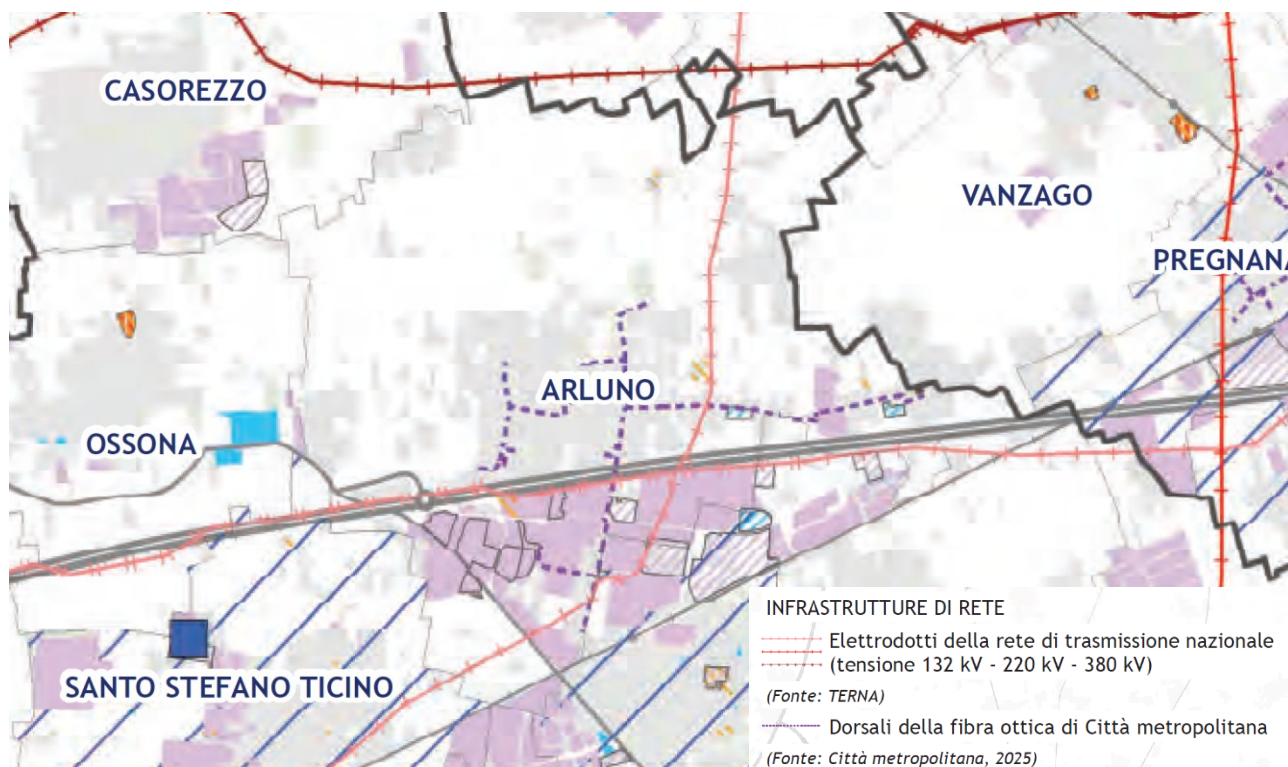 CASOREZZO
VANZAGO
PREGNANA
ARLUNO
OSSONA
SANTO STEFANO TICINO
INFRASTRUTTURE DI RETE
Elettrodotti della rete di trasmissione nazionale
(tensione 132 kV - 220 kV - 380 kV)
(Fonte: TERNA)
Dorsali della fibra ottica di Città metropolitana
(Fonte: Città metropolitana, 2025)